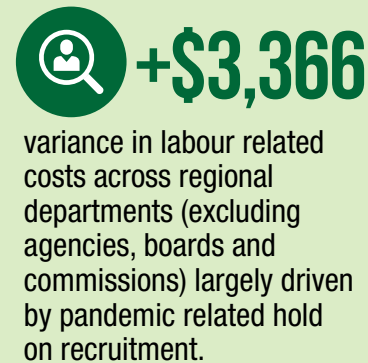 +$3,366
variance in labour related
costs across regional
departments (excluding
agencies, boards and
commissions) largely driven
by pandemic related hold
on recruitment.